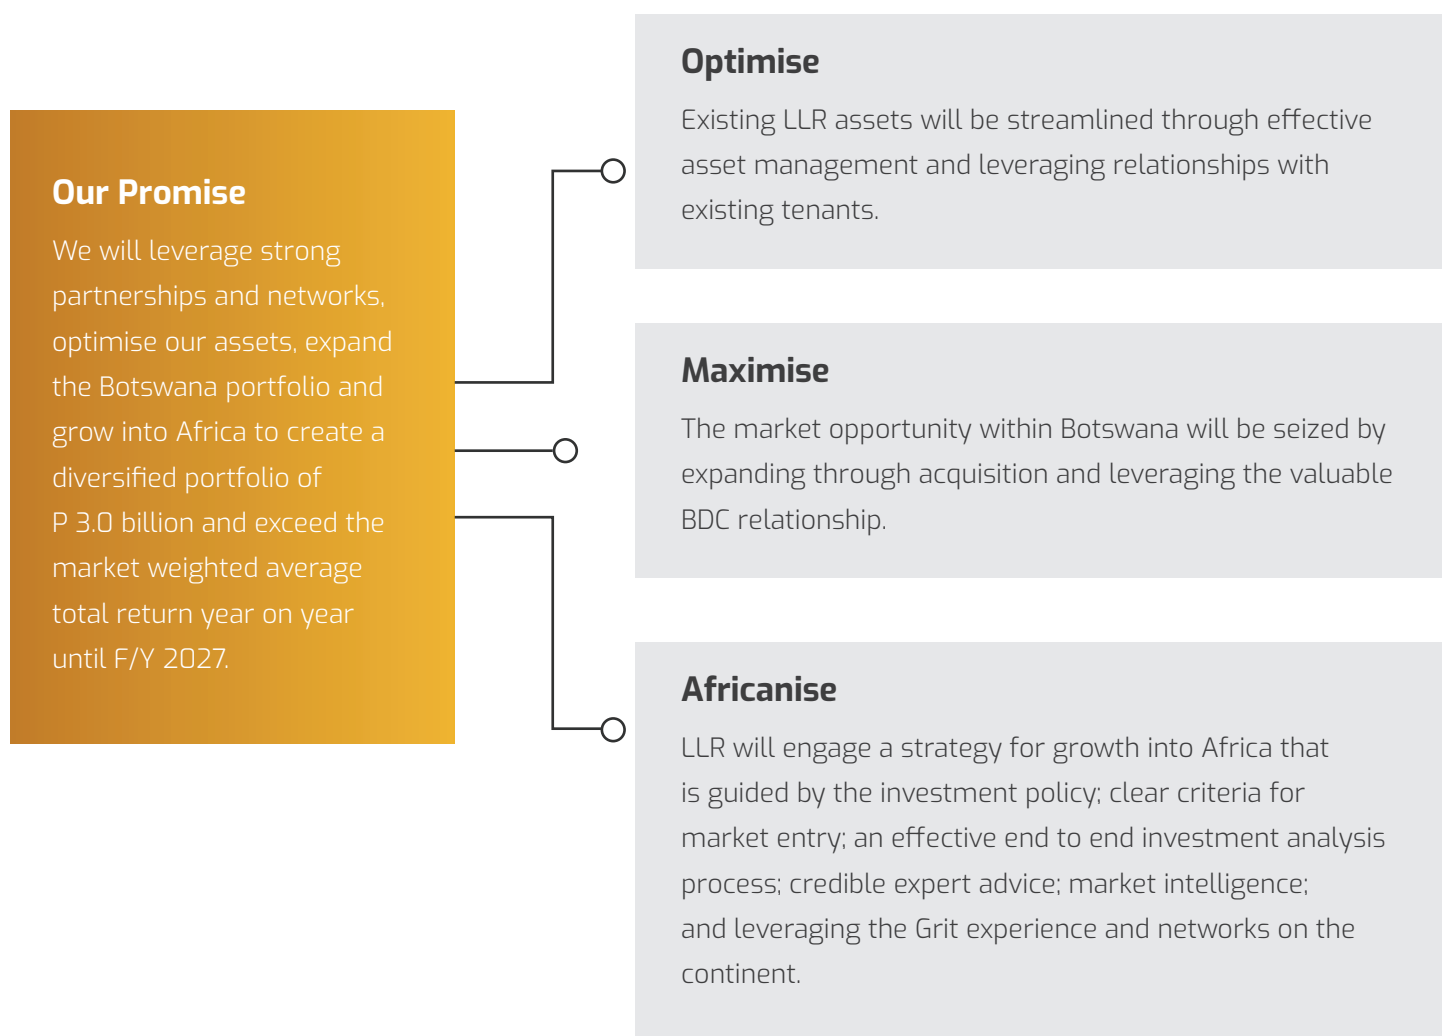 Our Promise
We will leverage strong
partnerships and networks,
optimise our assets, expand
the Botswana portfolio and
grow into Africa to create a
diversified portfolio of
P 3.0 billion and exceed the
market weighted average
total return year on year
until F/Y 2027.
Optimise
Existing LLR assets will be streamlined through effective
asset management and leveraging relationships with
existing tenants.
Maximise
The market opportunity within Botswana will be seized by
expanding through acquisition and leveraging the valuable
BDC relationship.
Africanise
LLR will engage a strategy for growth into Africa that
is guided by the investment policy; clear criteria for
market entry; an effective end to end investment analysis
process; credible expert advice; market intelligence;
and leveraging the Grit experience and networks on the
continent.